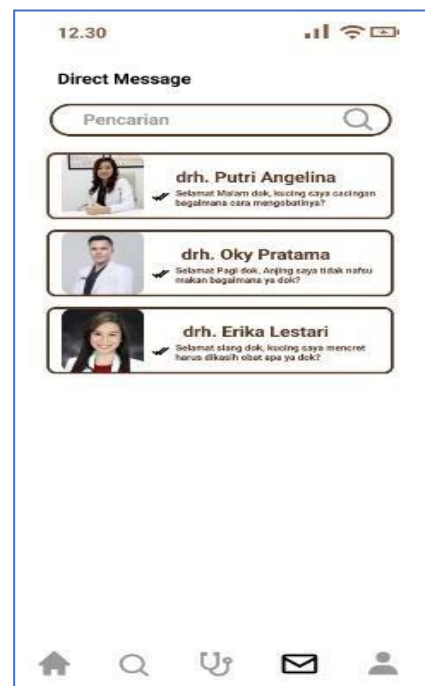 12.30
Direct Message
Pencarian
drh. Putri Angelina
Selamat Malam dok, kucing saya cacingan
bagaimana cara mengobatinya?
drh. Oky Pratama
Selamat Pagi dok, Anjing saya tidak nafsu
makan bagaimana ya dok?
drh. Erika Lestari
Selamat siang dok, kucing saya mencret
harus dikasih obat apa ya dok?